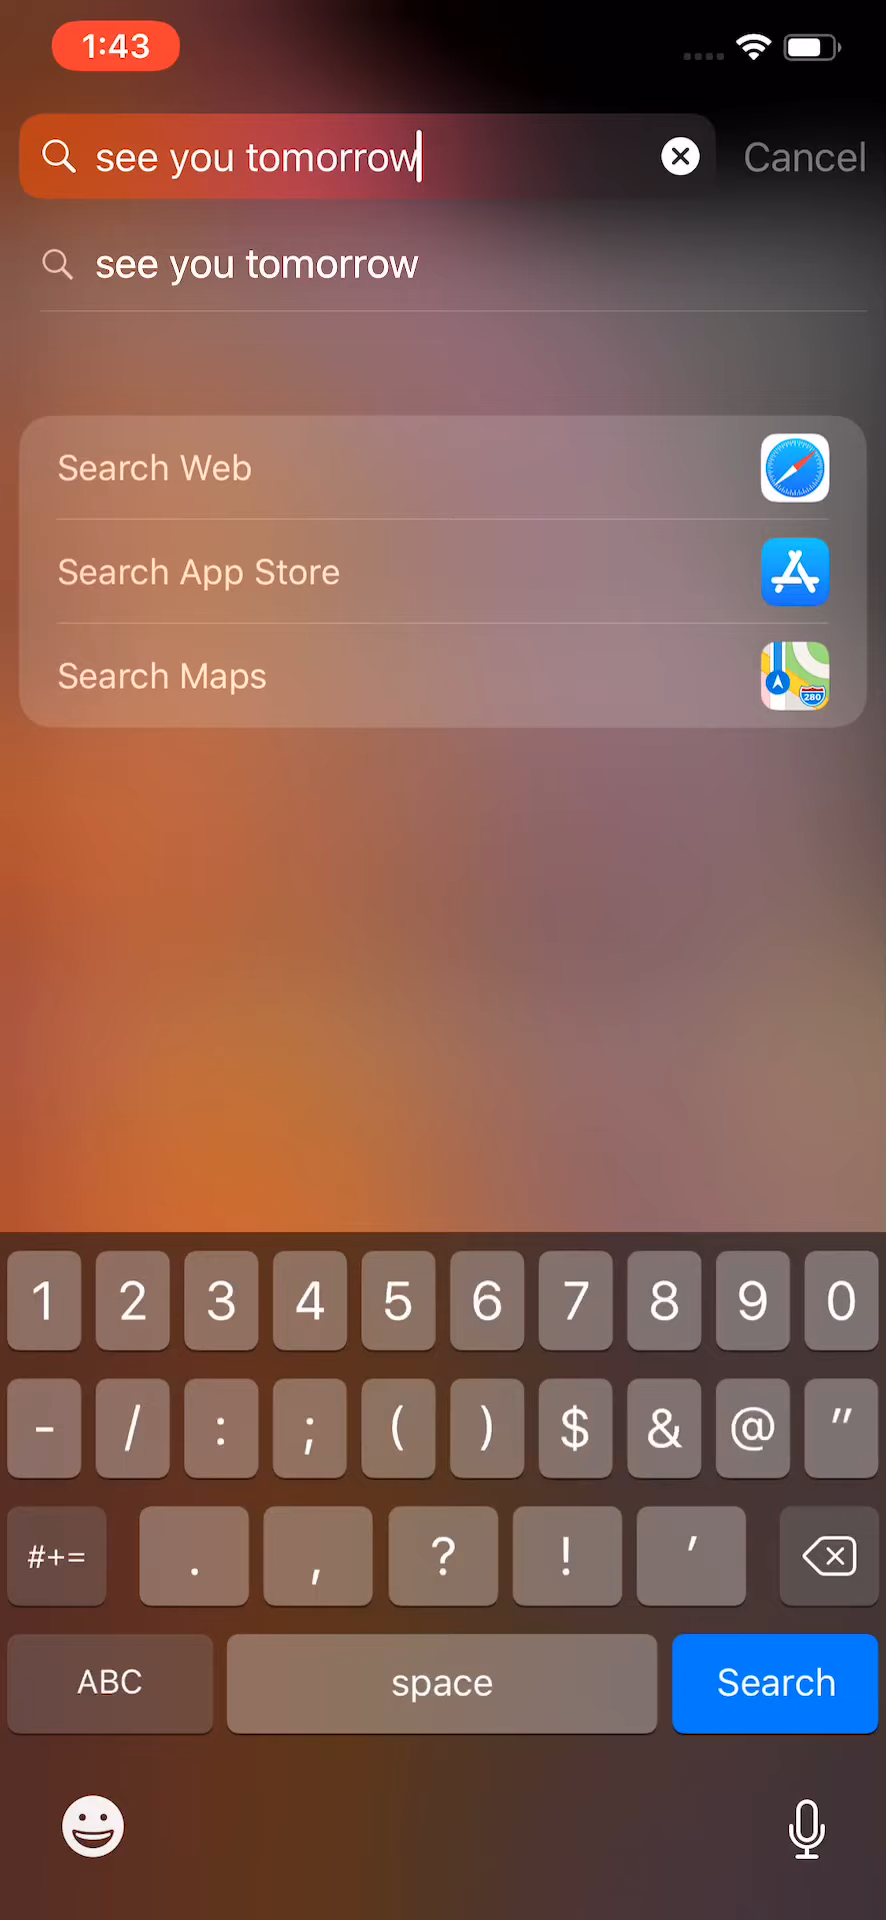 1:43
see you tomorrow
Cancel
see you tomorrow
Search Web
Search App Store
Search Maps
280
1 2 3 4 5 6 7 8 9 0
- / : ; ( ) $ & @ "
#+= . , ? ! '
ABC space Search